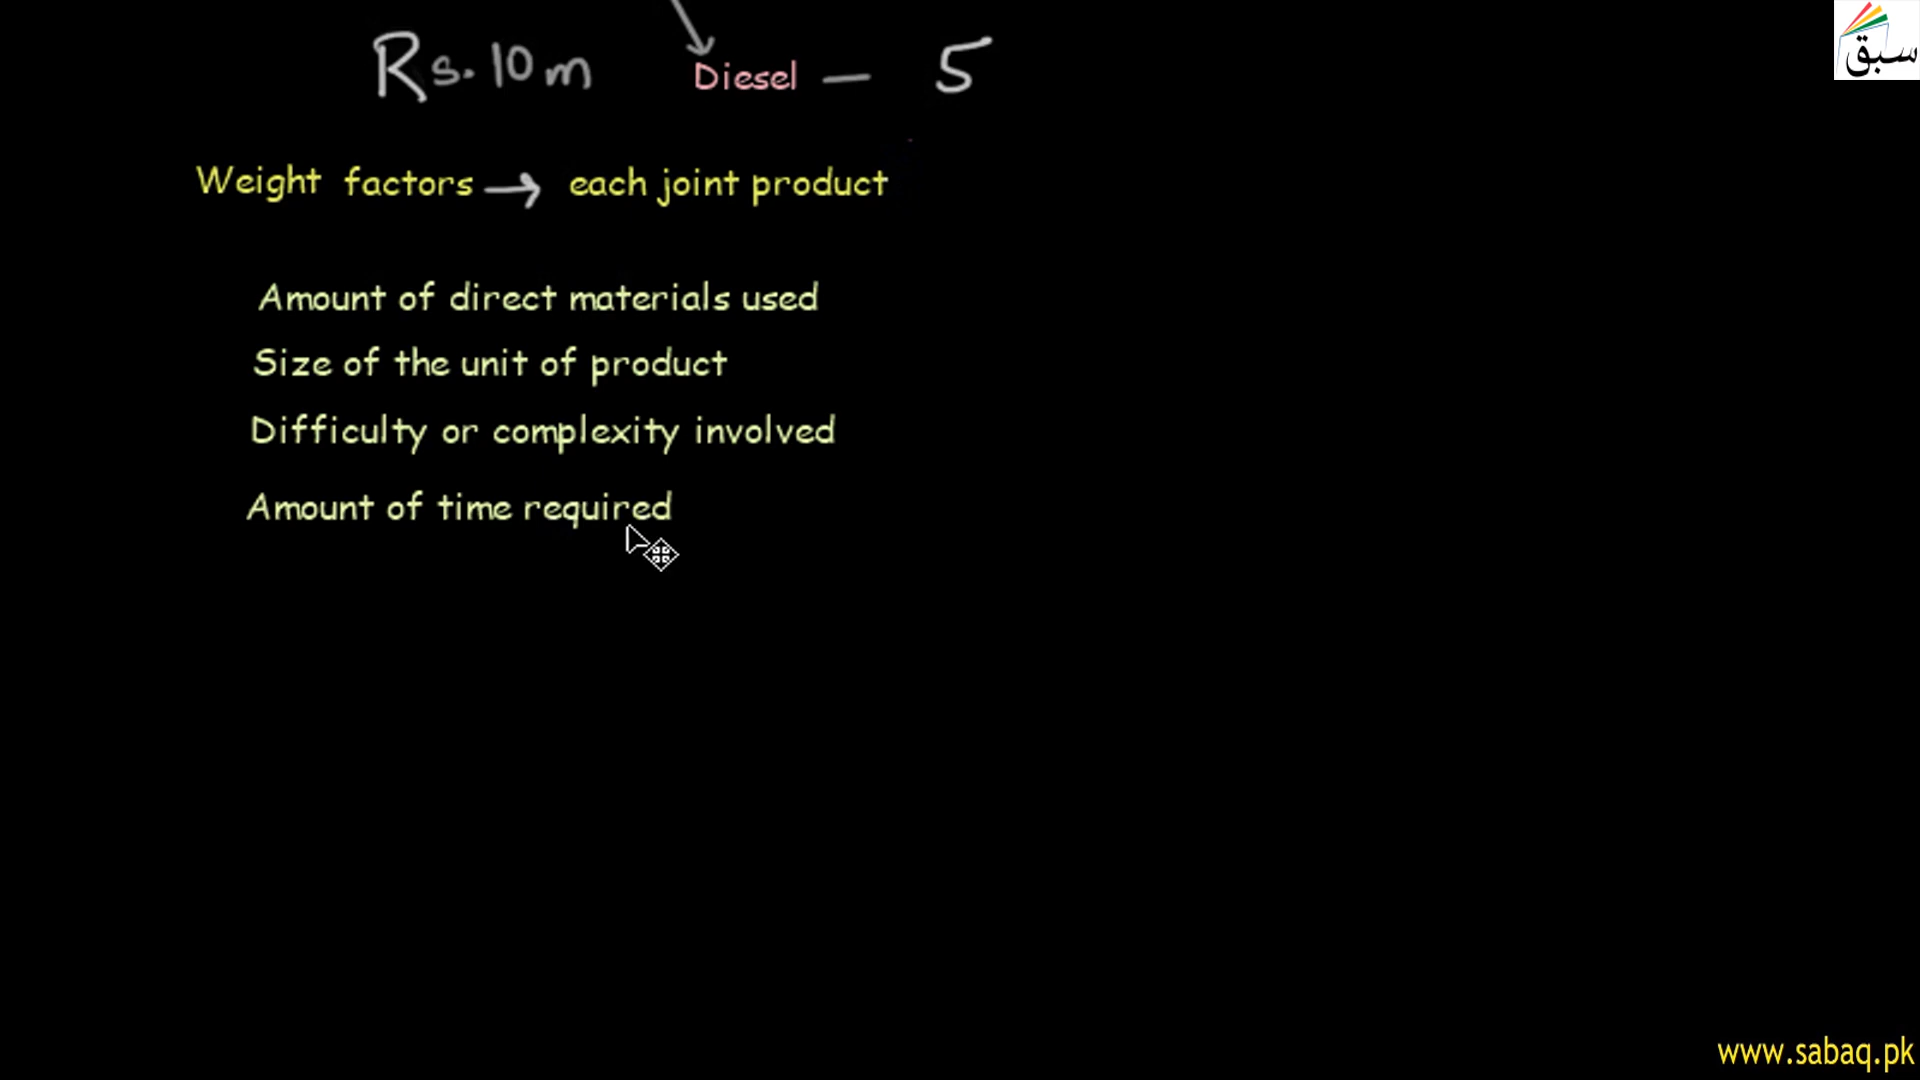 سبق
Rs. 10 m Diesel — 5
Weight factors → each joint product
Amount of direct materials used
Size of the unit of product
Difficulty or complexity involved
Amount of time required
www.sabaq.pk